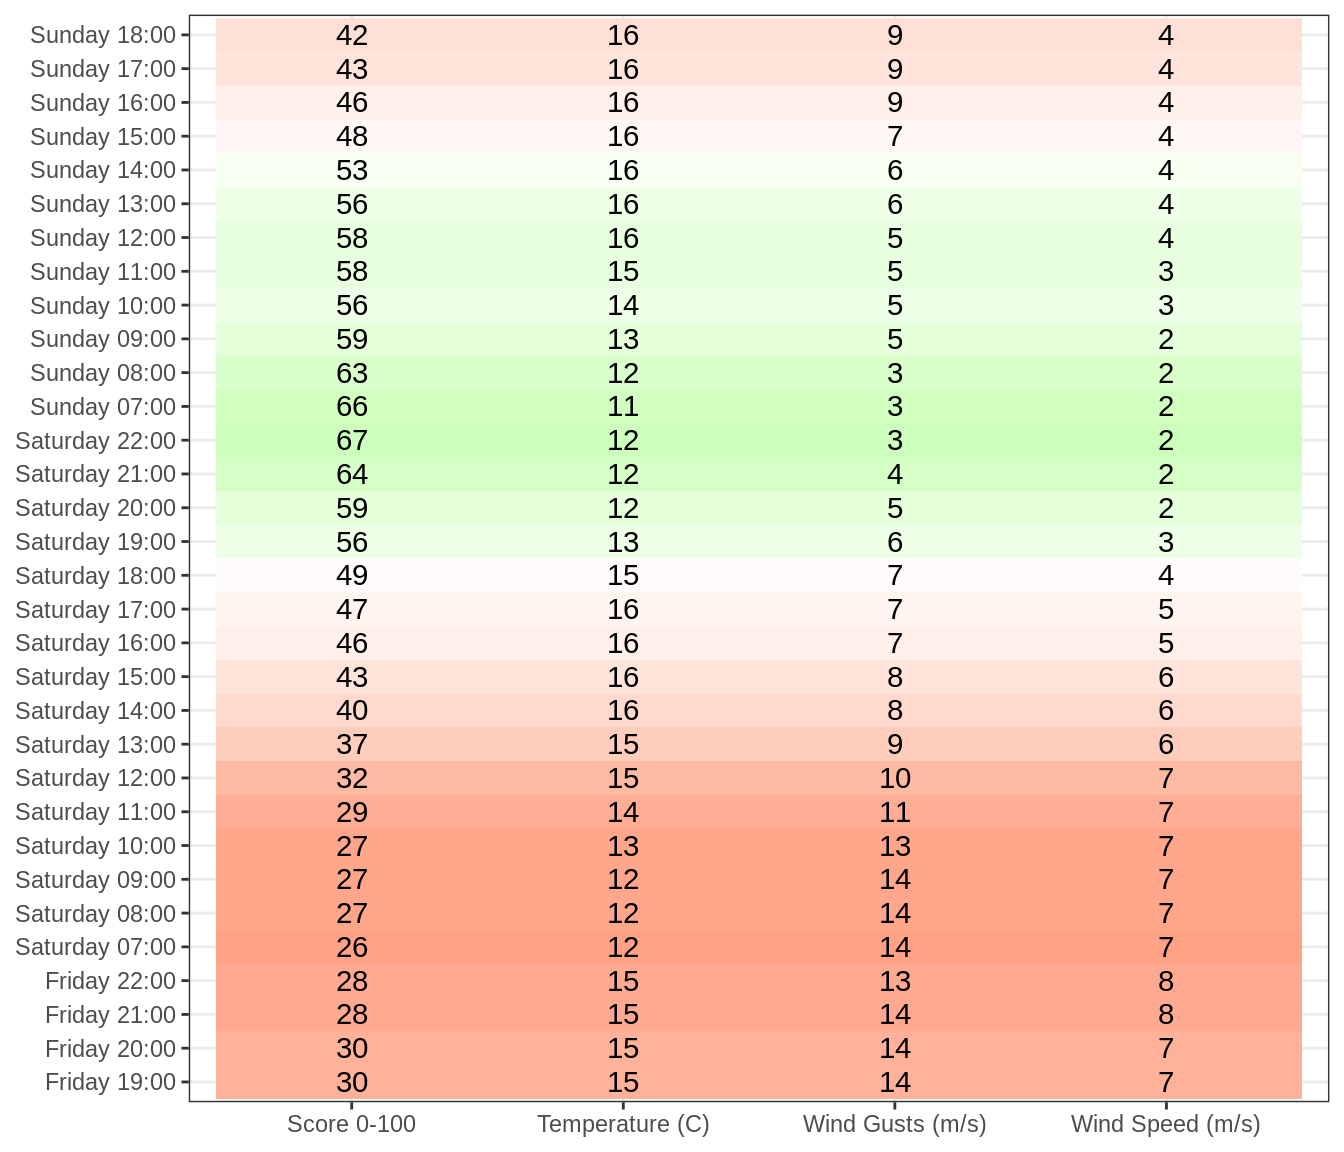 Sunday 18:00 42 16 9 4
Sunday 17:00 43 16 9 4
Sunday 16:00 46 16 9 4
Sunday 15:00 48 16 7 4
Sunday 14:00 53 16 6 4
Sunday 13:00 56 16 6 4
Sunday 12:00 58 16 5 4
Sunday 11:00 58 15 5 3
Sunday 10:00 56 14 5 3
Sunday 09:00 59 13 5 2
Sunday 08:00 63 12 3 2
Sunday 07:00 66 11 3 2
Saturday 22:00 67 12 3 2
Saturday 21:00 64 12 4 2
Saturday 20:00 59 12 5 2
Saturday 19:00 56 13 6 3
Saturday 18:00 49 15 7 4
Saturday 17:00 47 16 7 5
Saturday 16:00 46 16 7 5
Saturday 15:00 43 16 8 6
Saturday 14:00 40 16 8 6
Saturday 13:00 37 15 9 6
Saturday 12:00 32 15 10 7
Saturday 11:00 29 14 11 7
Saturday 10:00 27 13 13 7
Saturday 09:00 27 12 14 7
Saturday 08:00 27 12 14 7
Saturday 07:00 26 12 14 7
Friday 22:00 28 15 13 8
Friday 21:00 28 15 14 8
Friday 20:00 30 15 14 7
Friday 19:00 30 15 14 7
Score 0-100 Temperature (C) Wind Gusts (m/s) Wind Speed (m/s)